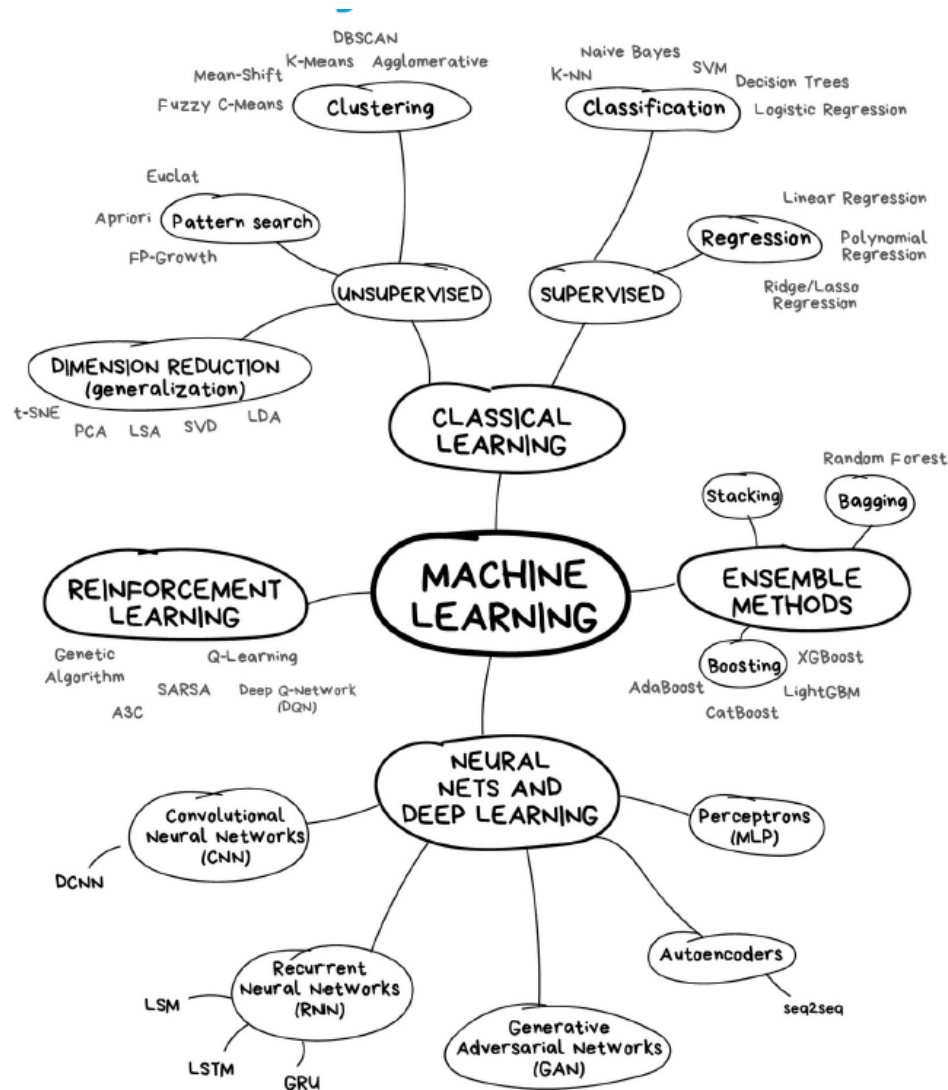 DBSCAN
K-Means
Agglomerative
Mean-Shift
Fuzzy C-Means
Clustering
Naive Bayes
SVM
K-NN
Decision Trees
Classification
Logistic Regression
Euclat
Apriori
Pattern search
FP-Growth
Linear Regression
Regression
Polynomial
Regression
Ridge/Lasso
Regression
UNSUPERVISED
SUPERVISED
DIMENSION REDUCTION
(generalization)
t-SNE
PCA
LSA
SVD
LDA
CLASSICAL
LEARNING
Random Forest
Stacking
Bagging
REINFORCEMENT
LEARNING
MACHINE
LEARNING
ENSEMBLE
METHODS
Genetic
Algorithm
Q-Learning
SARSA
Deep Q-Network
(DQN)
A3C
Boosting
XGBoost
AdaBoost
LightGBM
CatBoost
NEURAL
NETS AND
DEEP LEARNING
Convolutional
Neural Networks
(CNN)
DCNN
Perceptrons
(MLP)
Recurrent
Neural Networks
(RNN)
LSM
LSTM
GRU
Generative
Adversarial Networks
(GAN)
Autoencoders
seq2seq